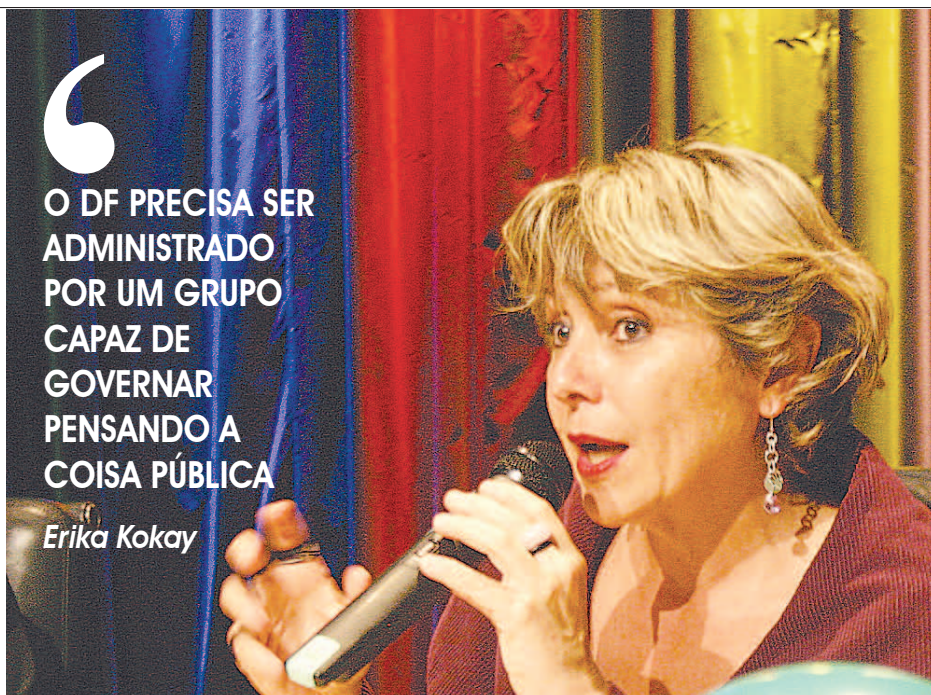 ‘
O DF PRECISA SER
ADMINISTRADO
POR UM GRUPO
CAPAZ DE
GOVERNAR
PENSANDO A
COISA PÚBLICA
Erika Kokay